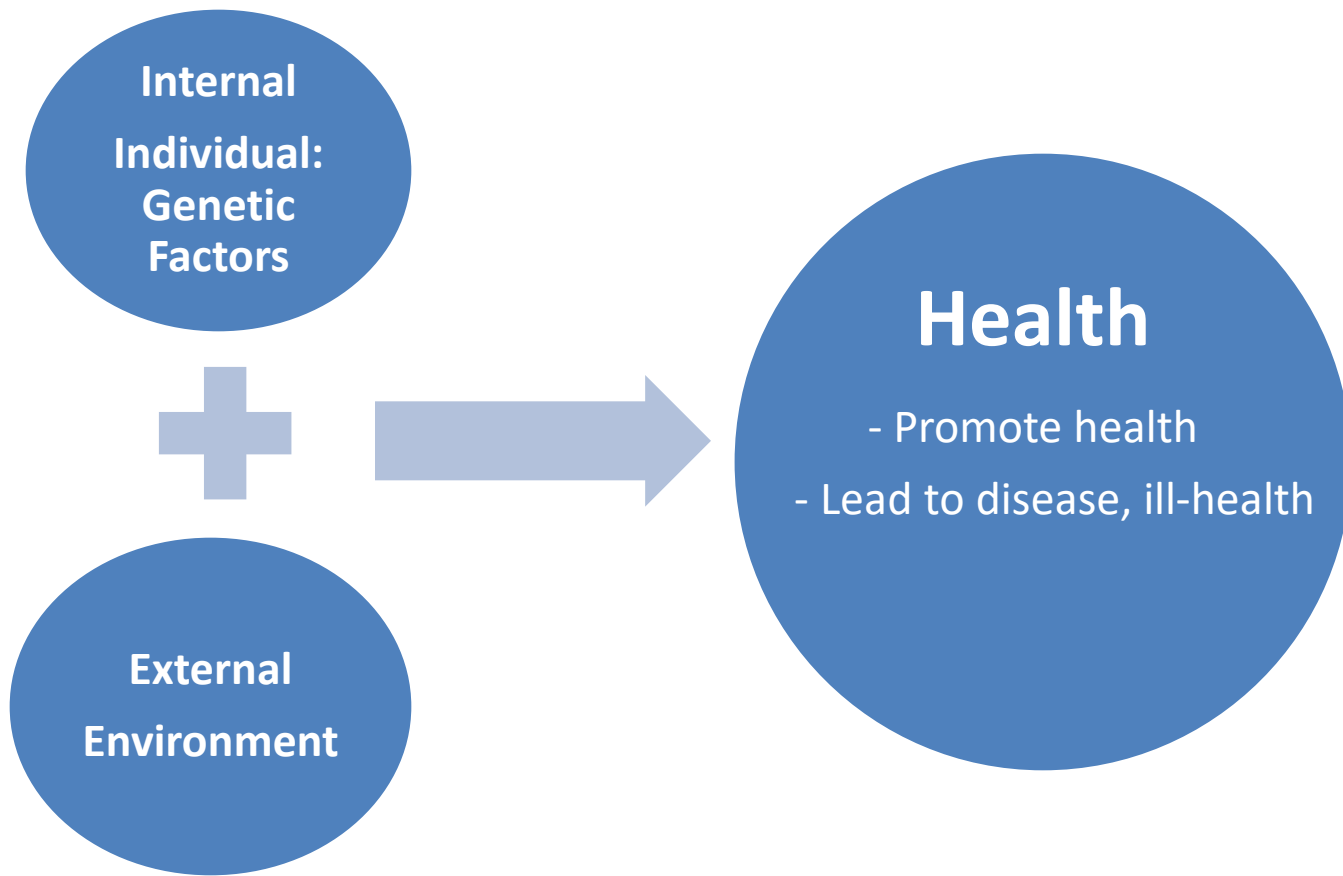 Internal
Individual:
Genetic
Factors
External
Environment
Health
- Promote health
- Lead to disease, ill-health